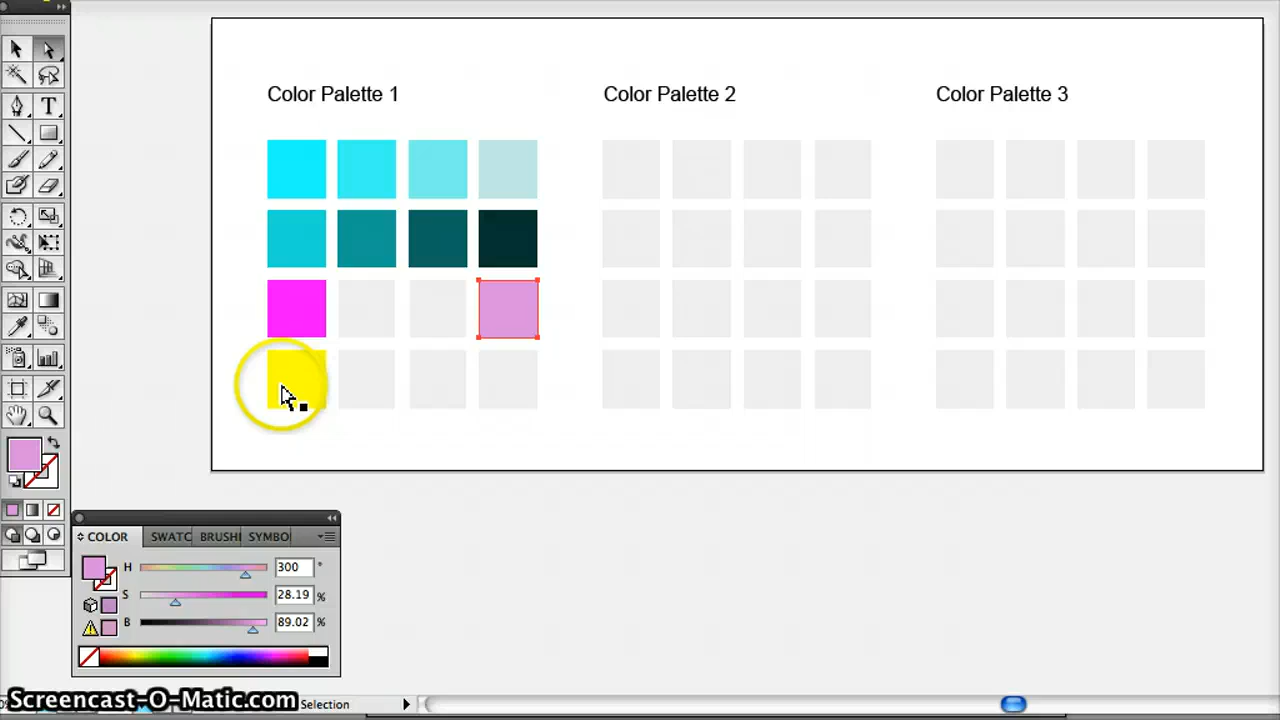 Color Palette 1
Color Palette 2
Color Palette 3
T
COLOR
SWATC
BRUSHI
SYMBO
H 300 °
S 28.19 %
B 89.02 %
Screencast-O-Matic.com
Selection